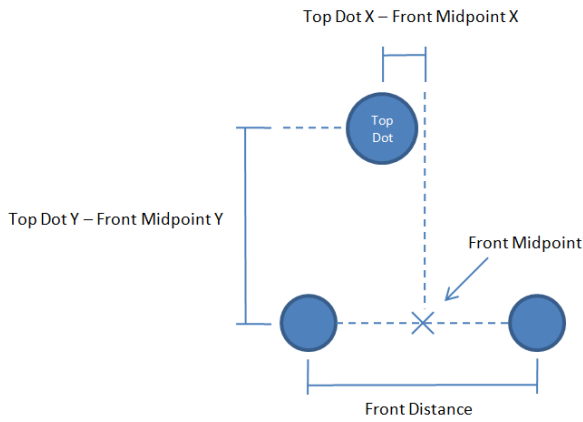 Top Dot X – Front Midpoint X
Top
Dot
Top Dot Y – Front Midpoint Y
Front Midpoint
Front Distance